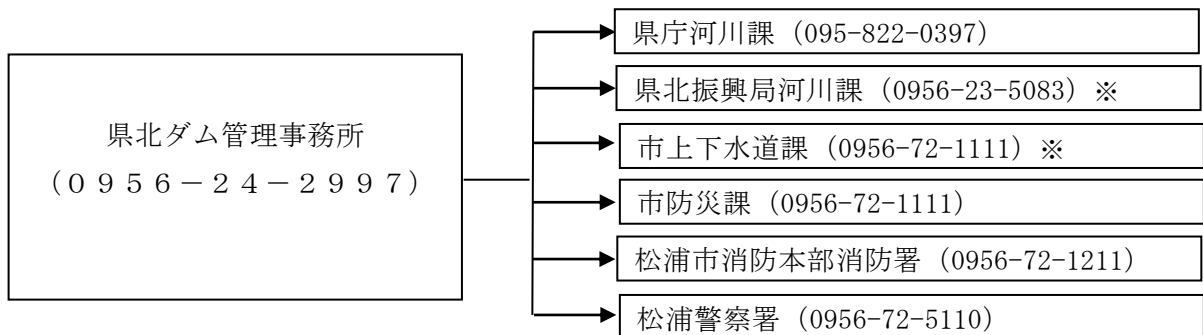 県北ダム管理事務所
（０９５６－２４－２９９７）
県庁河川課（095-822-0397）
県北振興局河川課（0956-23-5083）※
市上下水道課（0956-72-1111）※
市防災課（0956-72-1111）
松浦市消防本部消防署（0956-72-1211）
松浦警察署（0956-72-5110）